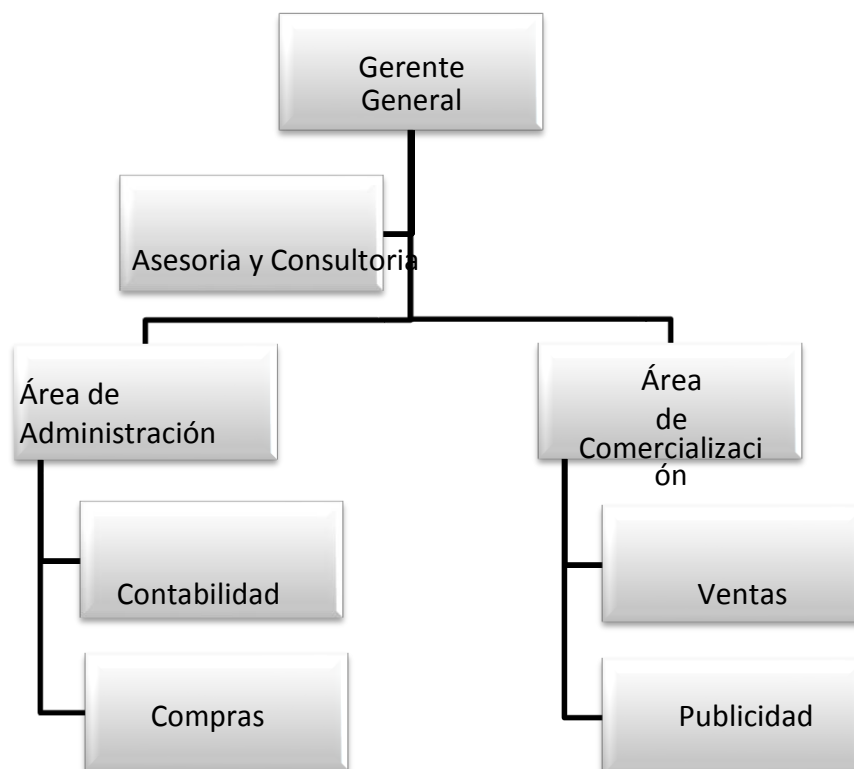 Gerente
General
Asesoria y Consultoria
Área de
Administración
Área
de
Comercializaci
ón
Contabilidad
Ventas
Compras
Publicidad